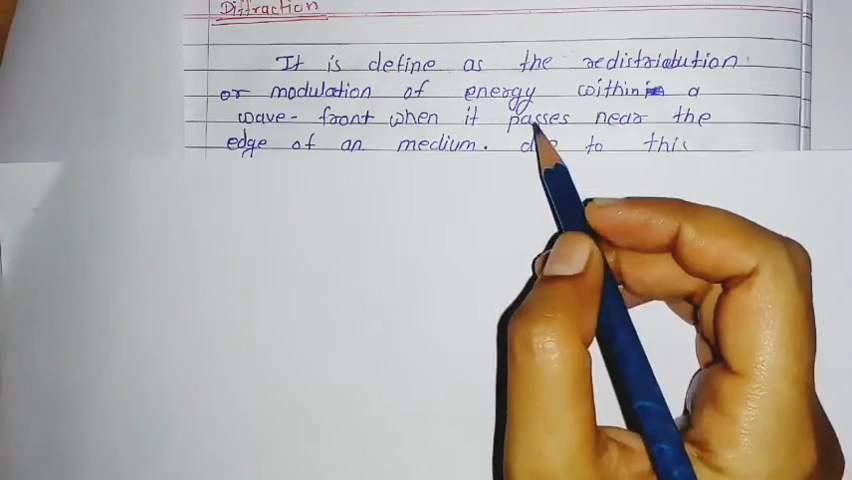 Diffraction
It is define as the redistribution
or modulation of energy within a
wave- front when it passes near the
edge of an medium. due to this